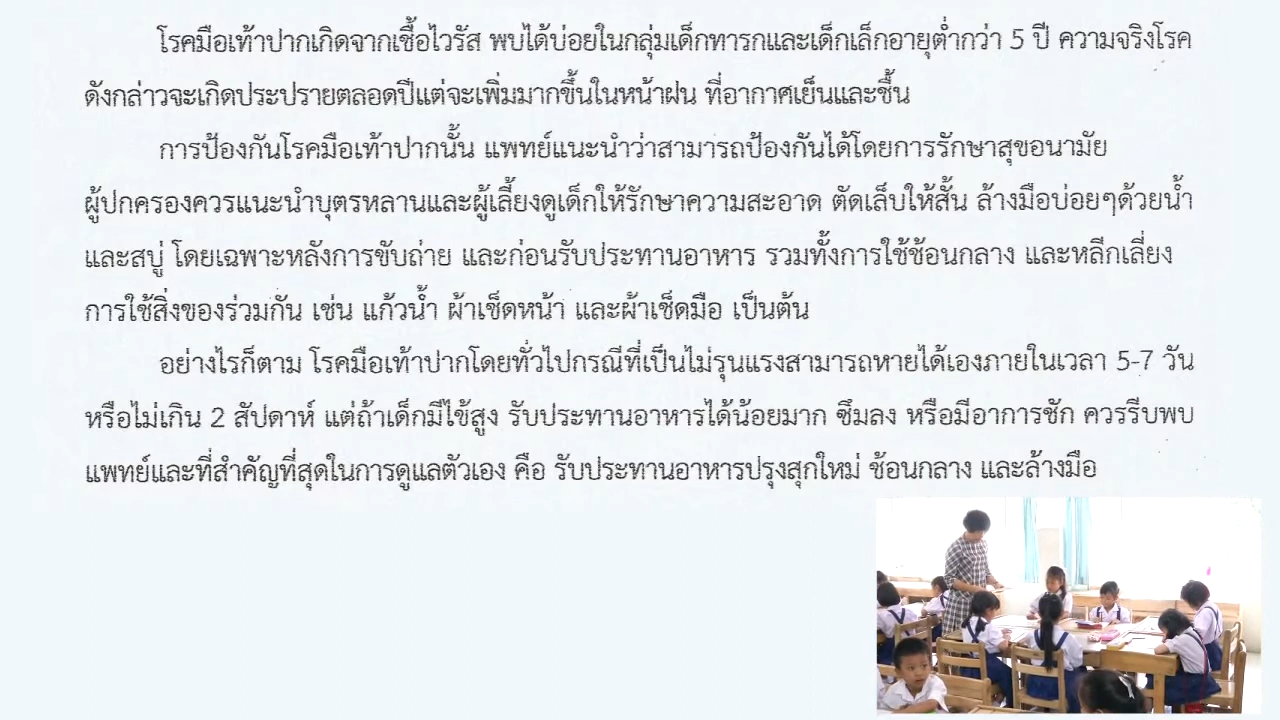 โรคมือเท้าปากเกิดจากเชื้อไวรัส พบได้บ่อยในกลุ่มเด็กทารกและเด็กเล็กอายุต่ำกว่า 5 ปี ความจริงโรค
ดังกล่าวจะเกิดประปรายตลอดปีแต่จะเพิ่มมากขึ้นในหน้าฝน ที่อากาศเย็นและชื้น
การป้องกันโรคมือเท้าปากนั้น แพทย์แนะนำว่าสามารถป้องกันได้โดยการรักษาสุขอนามัย
ผู้ปกครองควรแนะนำบุตรหลานและผู้เลี้ยงดูเด็กให้รักษาความสะอาด ตัดเล็บให้สั้น ล้างมือบ่อยๆด้วยน้ำ
และสบู่ โดยเฉพาะหลังการขับถ่าย และก่อนรับประทานอาหาร รวมทั้งการใช้ช้อนกลาง และหลีกเลี่ยง
การใช้สิ่งของร่วมกัน เช่น แก้วน้ำ ผ้าเช็ดหน้า และผ้าเช็ดมือ เป็นต้น
อย่างไรก็ตาม โรคมือเท้าปากโดยทั่วไปกรณีที่เป็นไม่รุนแรงสามารถหายได้เองภายในเวลา 5-7 วัน
หรือไม่เกิน 2 สัปดาห์ แต่ถ้าเด็กมีไข้สูง รับประทานอาหารได้น้อยมาก ซึมลง หรือมีอาการชัก ควรรีบพบ
แพทย์และที่สำคัญที่สุดในการดูแลตัวเอง คือ รับประทานอาหารปรุงสุกใหม่ ช้อนกลาง และล้างมือ